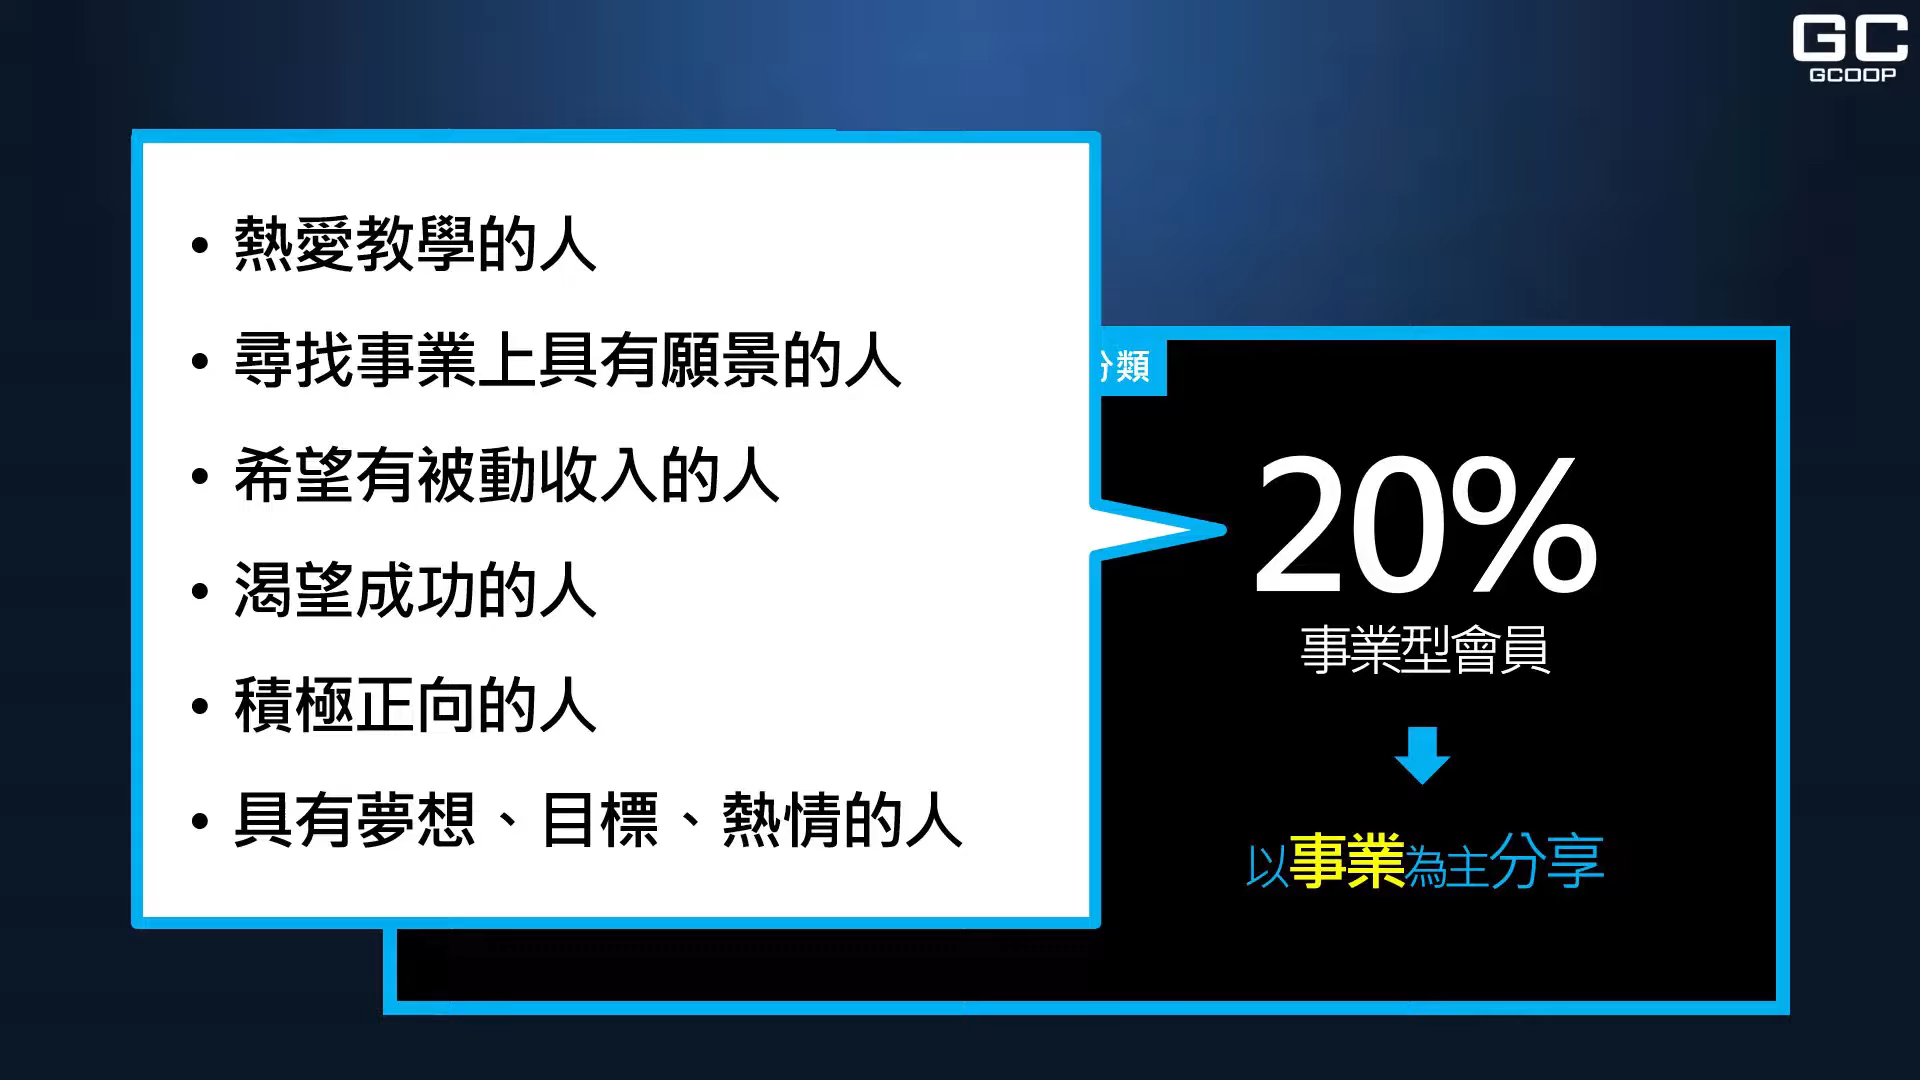 GC
GCOOP
• 熱愛教學的人
• 尋找事業上具有願景的人
• 希望有被動收入的人
• 渴望成功的人
• 積極正向的人
• 具有夢想、目標、熱情的人
分類
20%
事業型會員
以事業為主分享